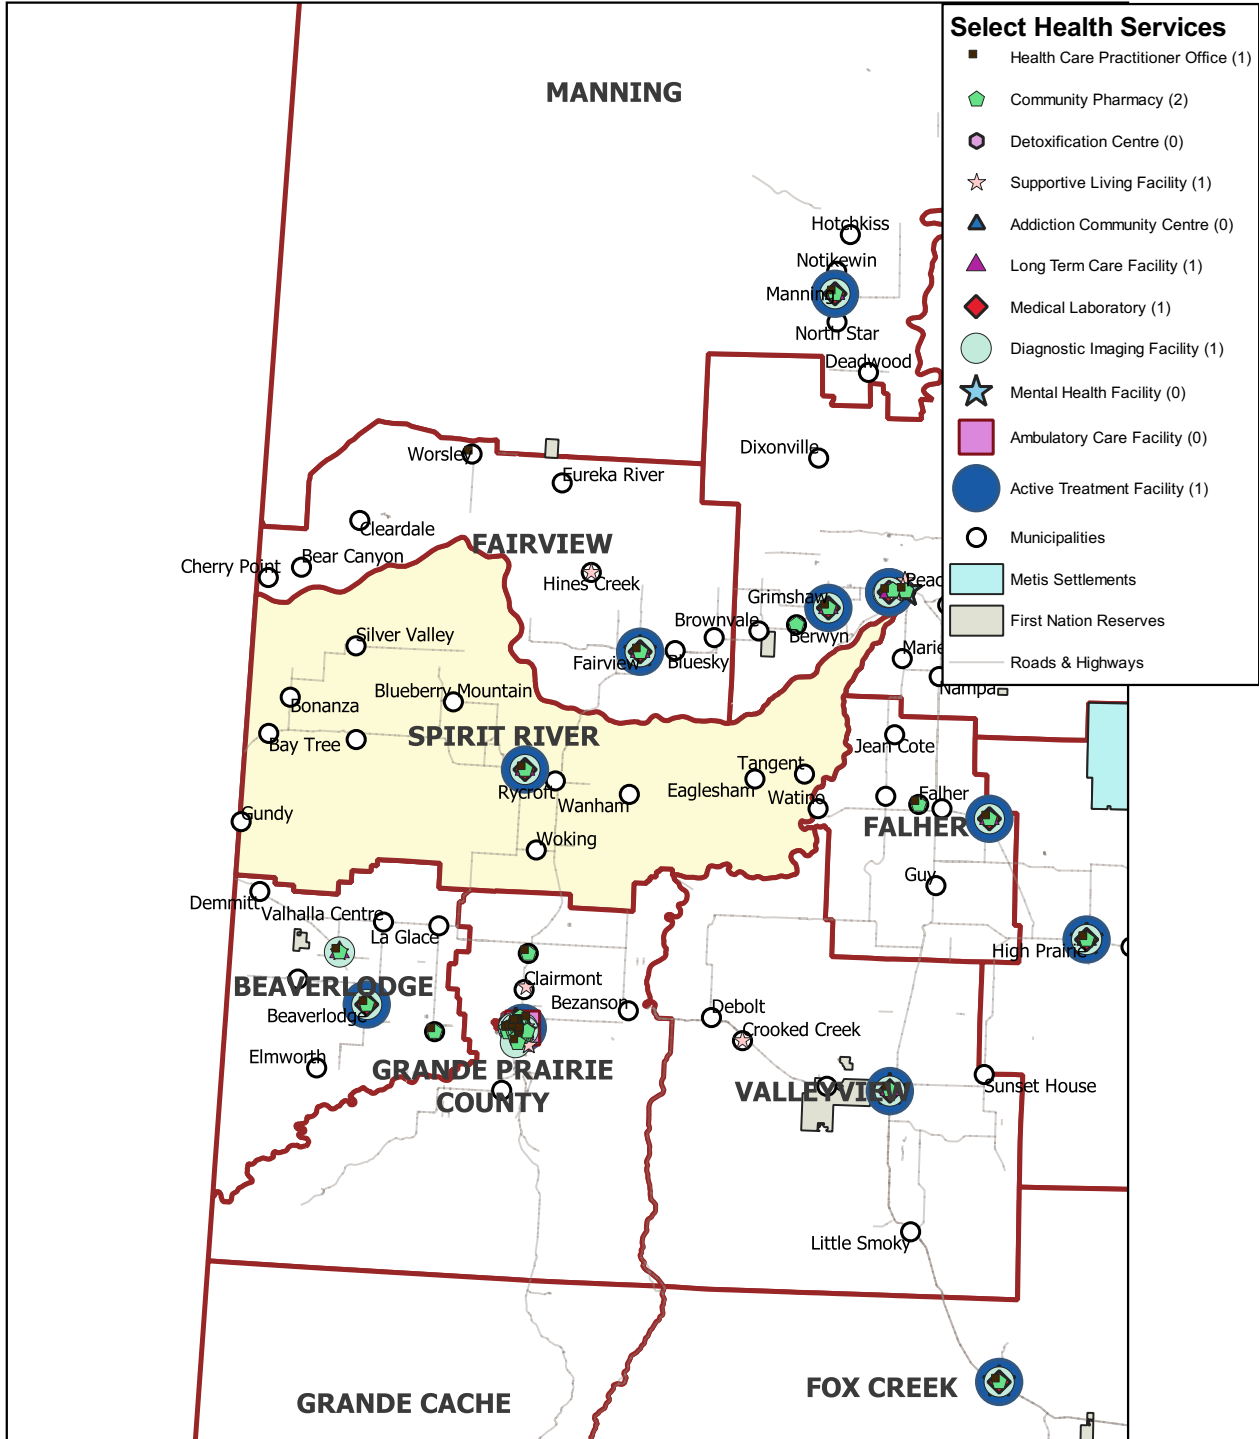 Select Health Services
Health Care Practitioner Office (1)
Community Pharmacy (2)
Detoxification Centre (0)
Supportive Living Facility (1)
Addiction Community Centre (0)
Long Term Care Facility (1)
Medical Laboratory (1)
Diagnostic Imaging Facility (1)
Mental Health Facility (0)
Ambulatory Care Facility (0)
Active Treatment Facility (1)
Municipalities
Metis Settlements
First Nation Reserves
Roads & Highways
MANNING
Hotchkiss
Notikewin
Manning
North Star
Deadwood
Dixonville
Worsley
Eureka River
Cleardale
FAIRVIEW
Bear Canyon
Cherry Point
Hines Creek
Grimshaw
Peac
Brownvale
Berwyn
Silver Valley
Fairview
Bluesky
Marie
Nampa
Blueberry Mountain
Bonanza
SPIRIT RIVER
Bay Tree
Jean Cote
Tangent
Eaglesham
Watino
Rycroft
Wanham
Falher
Gundy
FALHER
Woking
Guy
Demmitt
Valhalla Centre
La Glace
High Prairie
Clairmont
BEAVERLODGE
Bezanson
Debolt
Beaverlodge
Crooked Creek
Elmworth
GRANDE PRAIRIE
COUNTY
VALLEYVIEW
Sunset House
Little Smoky
FOX CREEK
GRANDE CACHE